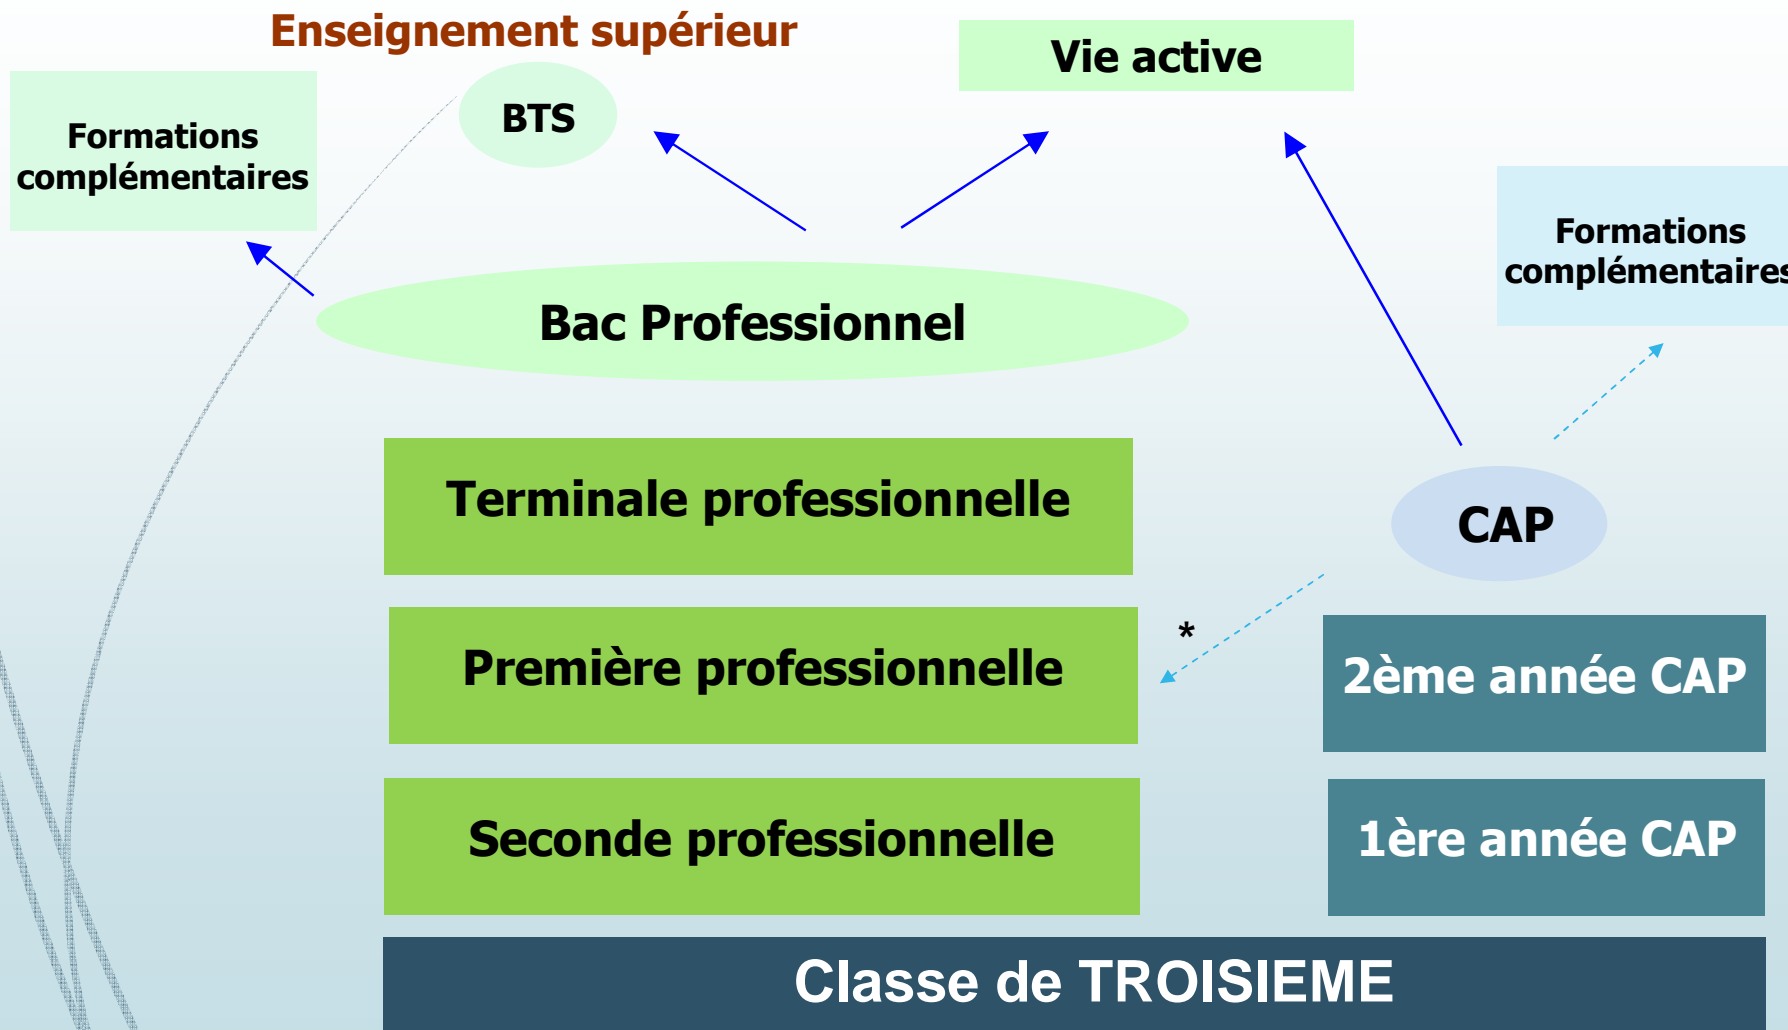 Enseignement supérieur
Vie active
BTS
Formations
complémentaires
Formations
complémentaires
Bac Professionnel
Terminale professionnelle
CAP
*
Première professionnelle
2ème année CAP
Seconde professionnelle
1ère année CAP
Classe de TROISIEME